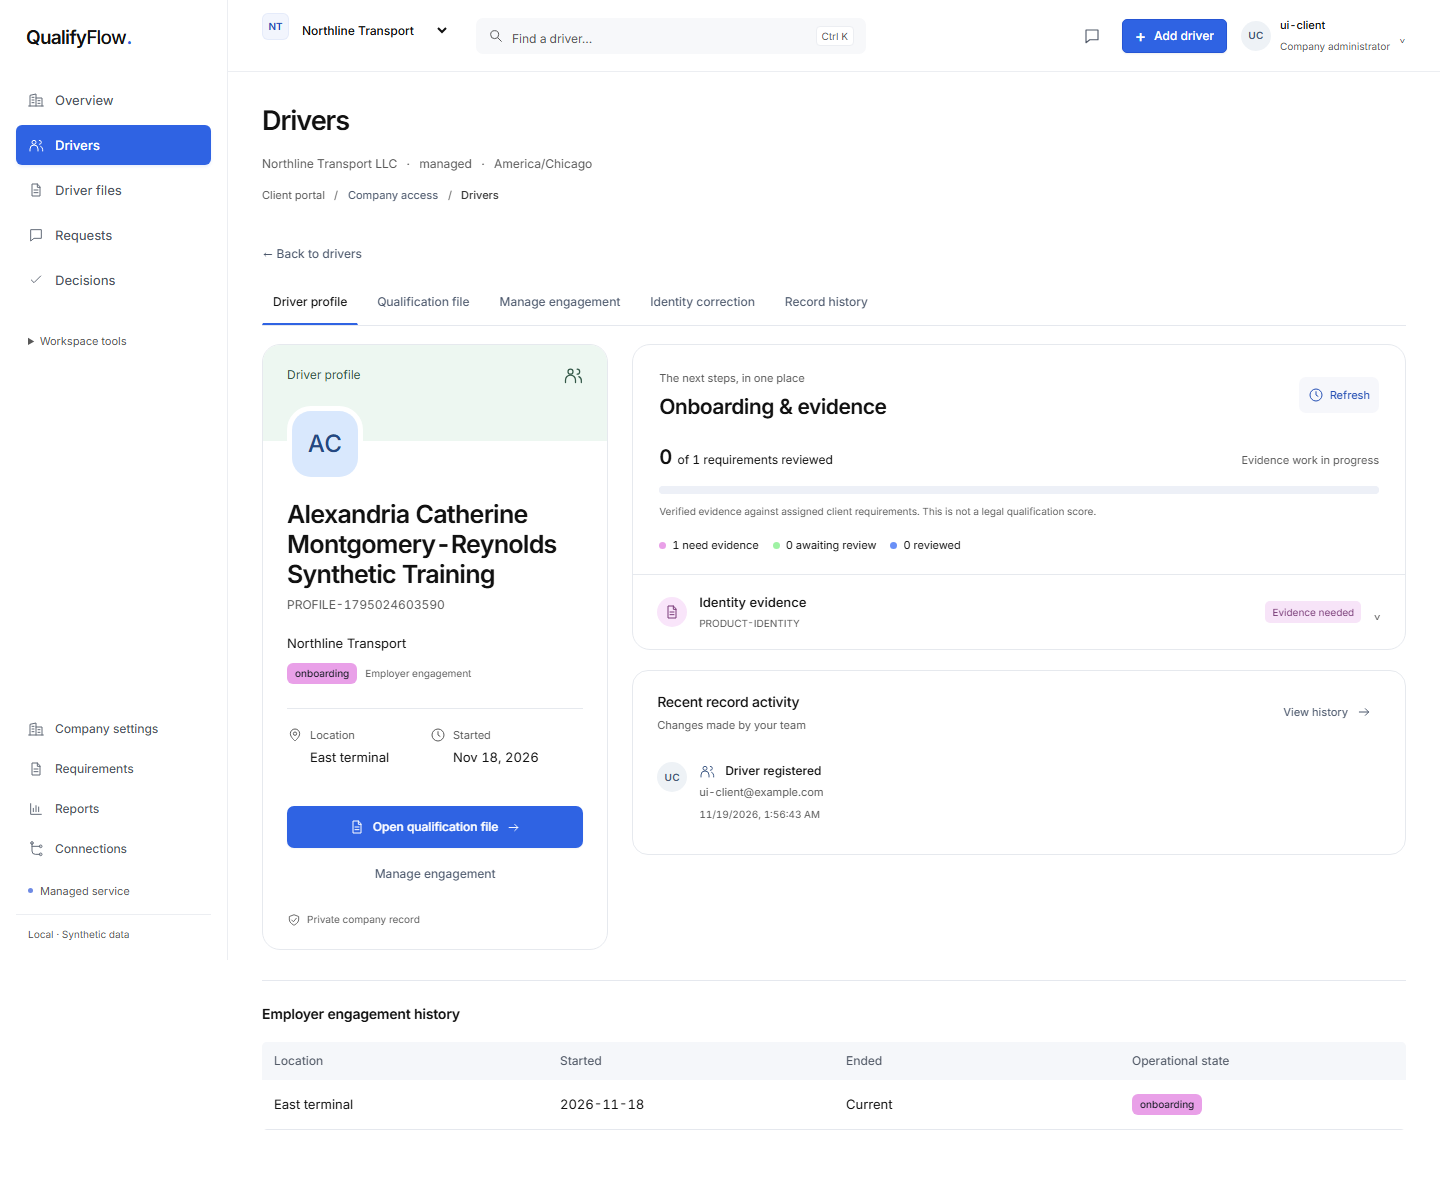 QualifyFlow.
NT
Northline Transport
Find a driver...
Ctrl K
+ Add driver
UC
ui-client
Company administrator
Overview
Drivers
Driver files
Requests
Decisions
Workspace tools
Company settings
Requirements
Reports
Connections
Managed service
Local · Synthetic data
Drivers
Northline Transport LLC · managed · America/Chicago
Client portal / Company access / Drivers
← Back to drivers
Driver profile
Qualification file
Manage engagement
Identity correction
Record history
Driver profile
AC
Alexandria Catherine
Montgomery-Reynolds
Synthetic Training
PROFILE-1795024603590
Northline Transport
onboarding
Employer engagement
Location
East terminal
Started
Nov 18, 2026
Open qualification file →
Manage engagement
Private company record
The next steps, in one place
Onboarding & evidence
Refresh
0 of 1 requirements reviewed
Evidence work in progress
Verified evidence against assigned client requirements. This is not a legal qualification score.
1 need evidence
0 awaiting review
0 reviewed
Identity evidence
PRODUCT-IDENTITY
Evidence needed
Recent record activity
Changes made by your team
View history →
UC
Driver registered
ui-client@example.com
11/19/2026, 1:56:43 AM
Employer engagement history
Location
Started
Ended
Operational state
East terminal
2026-11-18
Current
onboarding